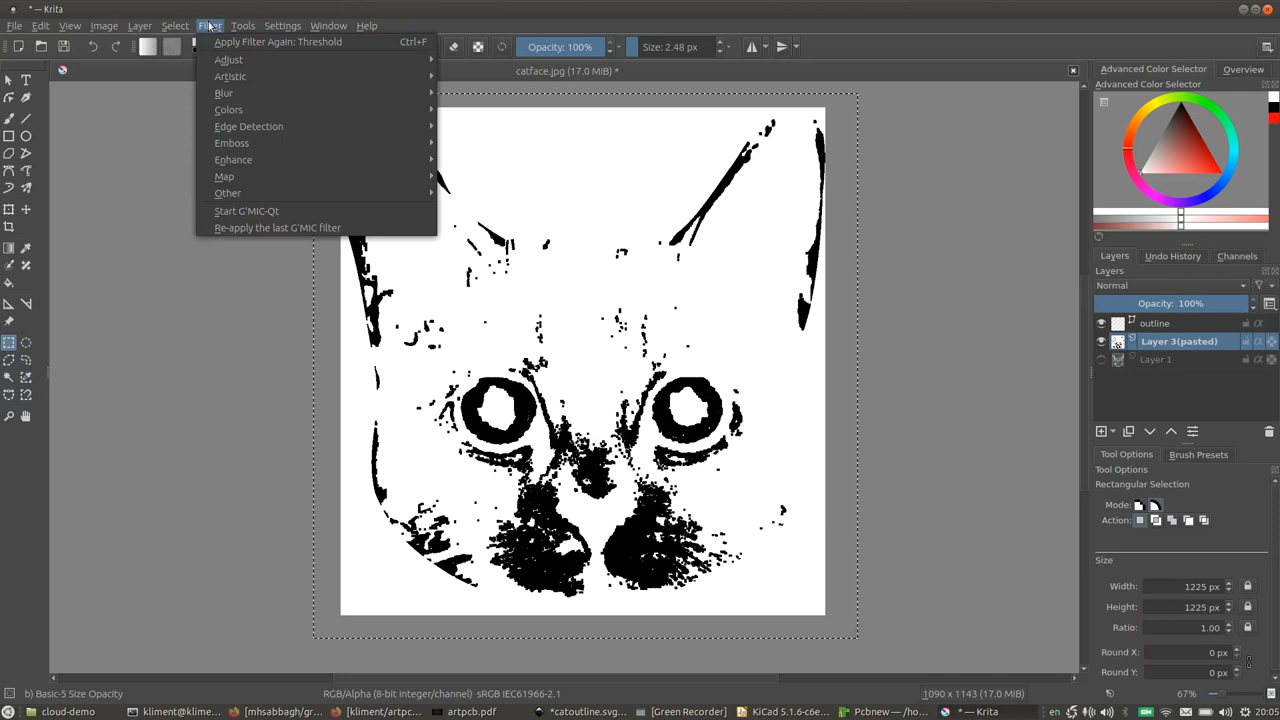 * - Krita
File Edit View Image Layer Select Filter Tools Settings Window Help
Opacity: 100% Size: 2.48 px
catface.jpg (17.0 MiB) *
Apply Filter Again: Threshold Ctrl+F
Adjust
Artistic
Blur
Colors
Edge Detection
Emboss
Enhance
Map
Other
Start G'MIC-Qt
Re-apply the last G'MIC filter
Advanced Color Selector Overview
Advanced Color Selector
Layers Undo History Channels
Layers
Normal
Opacity: 100%
outline
Layer 3(pasted)
Layer 1
Tool Options Brush Presets
Tool Options
Rectangular Selection
Mode:
Action:
Size
Width: 1225 px
Height: 1225 px
Ratio: 1.00
Round X: 0 px
Round Y: 0 px
b) Basic-5 Size Opacity RGB/Alpha (8-bit integer/channel) sRGB IEC61966-2.1 1090 x 1143 (17.0 MiB) 67%
cloud-demo kliment@klime... [mhsabbagh/... [kliment/artpc... artpcb.pdf *catoutline.svg... [Green Recorder] KiCad 5.1.6-c6e... Pcbnew — /ho... * – Krita en 20:05